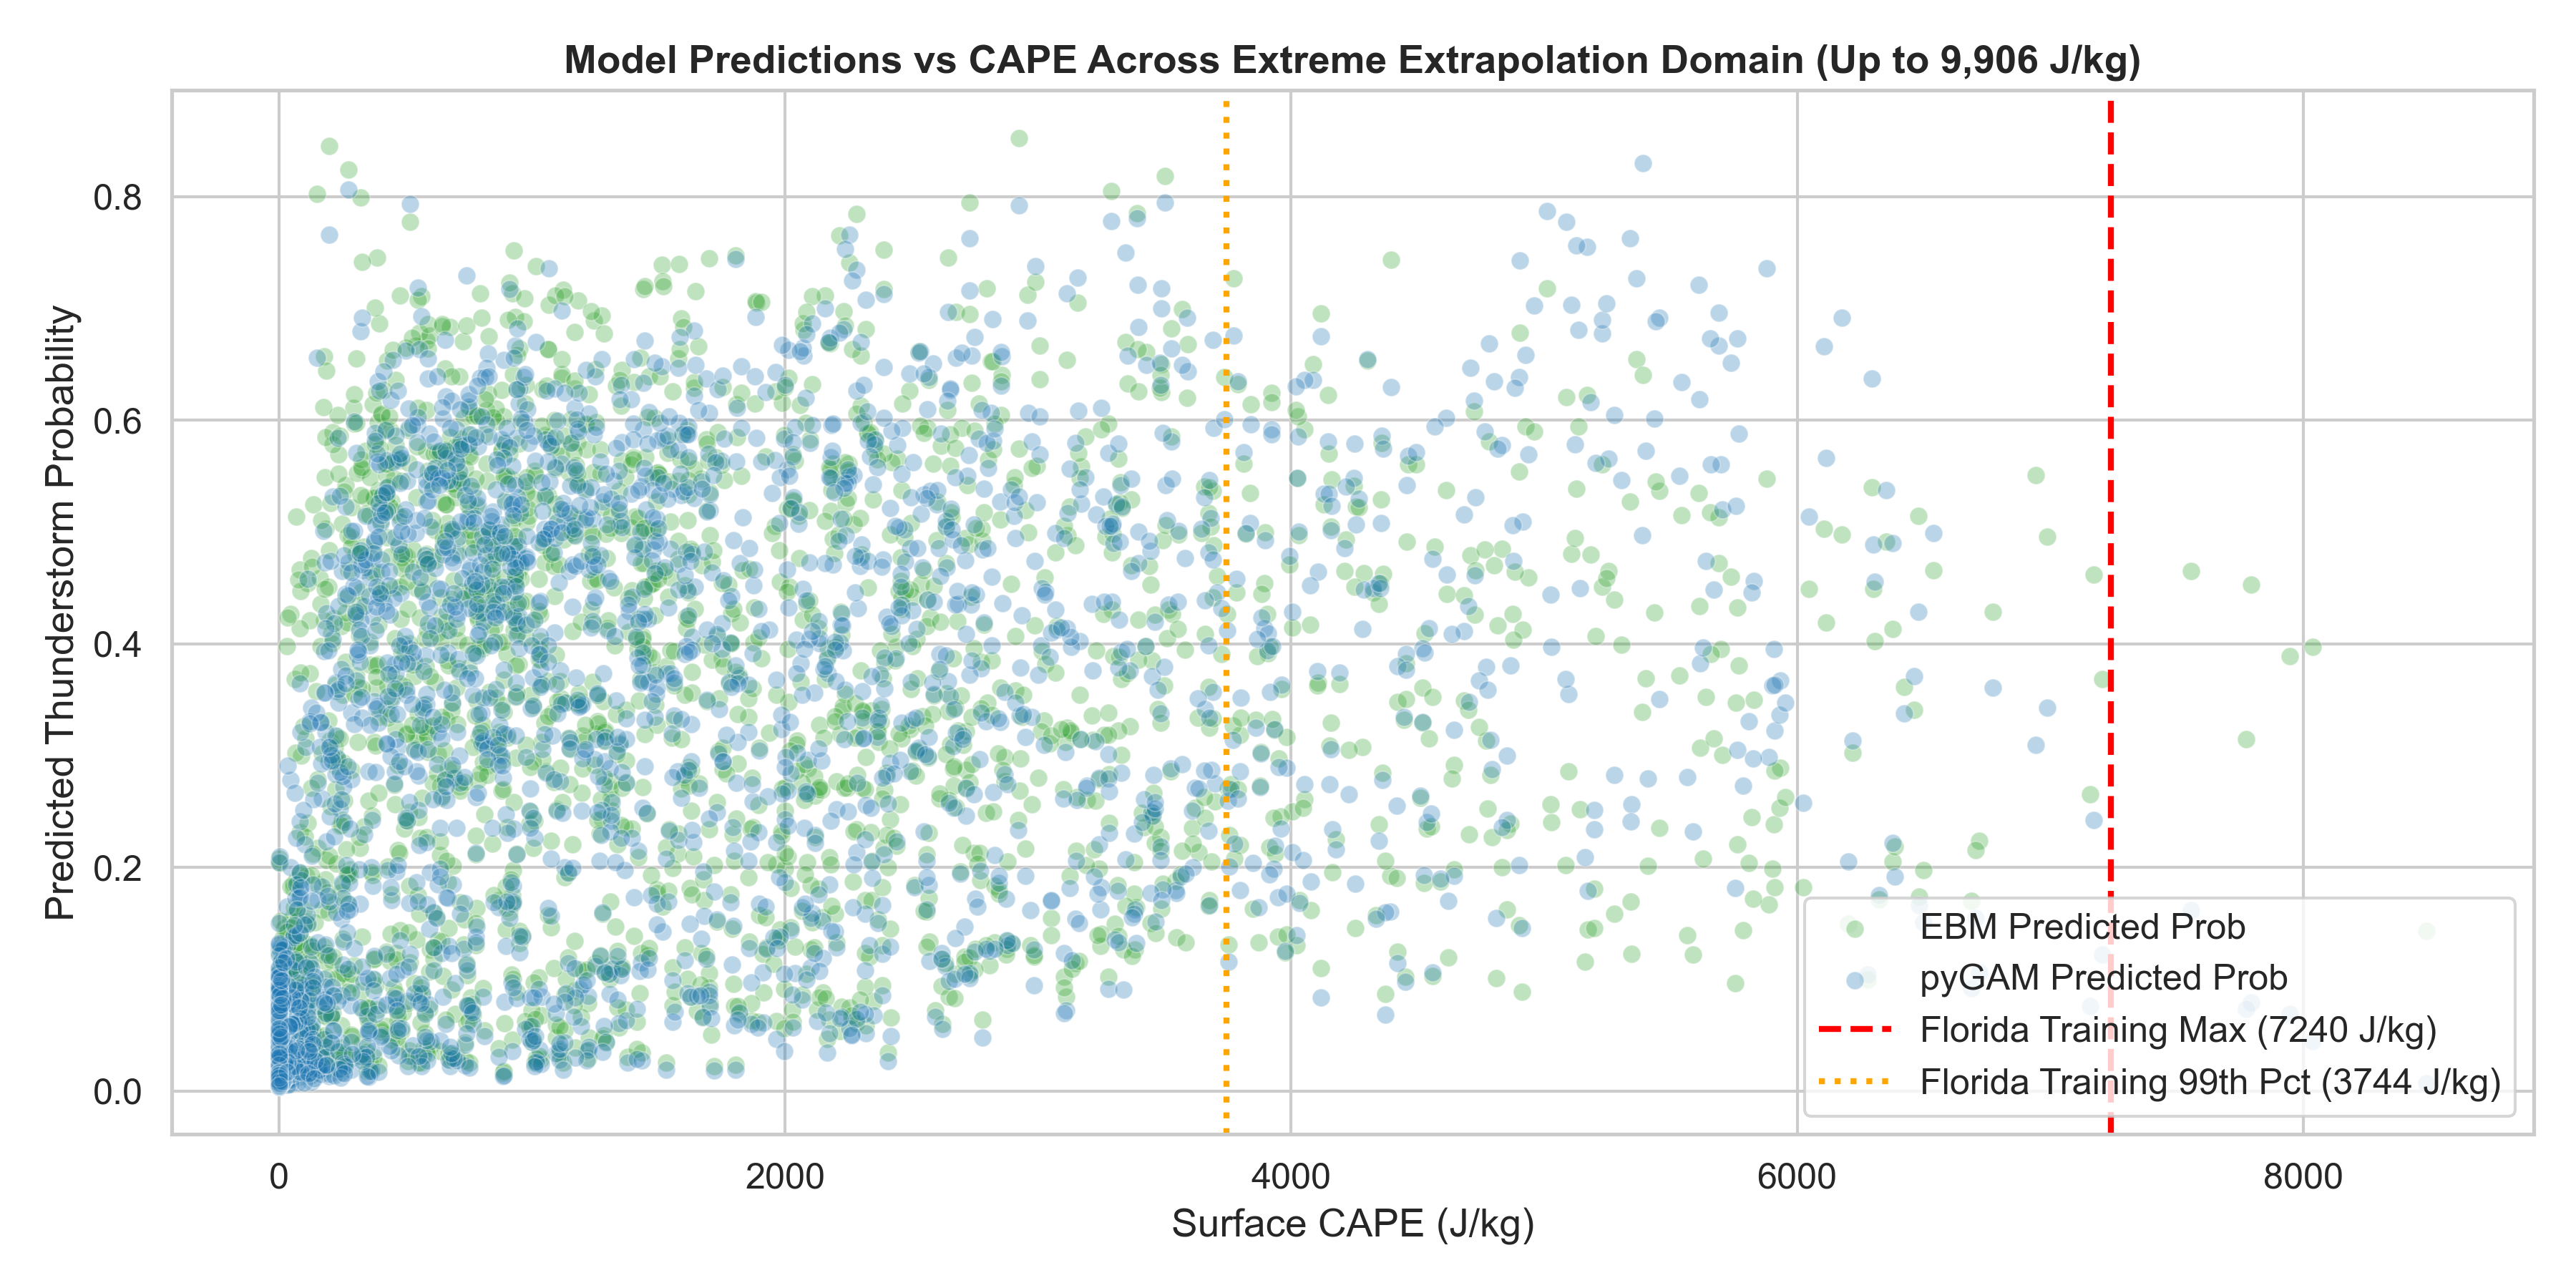 Model Predictions vs CAPE Across Extreme Extrapolation Domain (Up to 9,906 J/kg)
Predicted Thunderstorm Probability
0.8
0.6
0.4
0.2
0.0
EBM Predicted Prob
pyGAM Predicted Prob
Florida Training Max (7240 J/kg)
Florida Training 99th Pct (3744 J/kg)
0
2000
4000
6000
8000
Surface CAPE (J/kg)